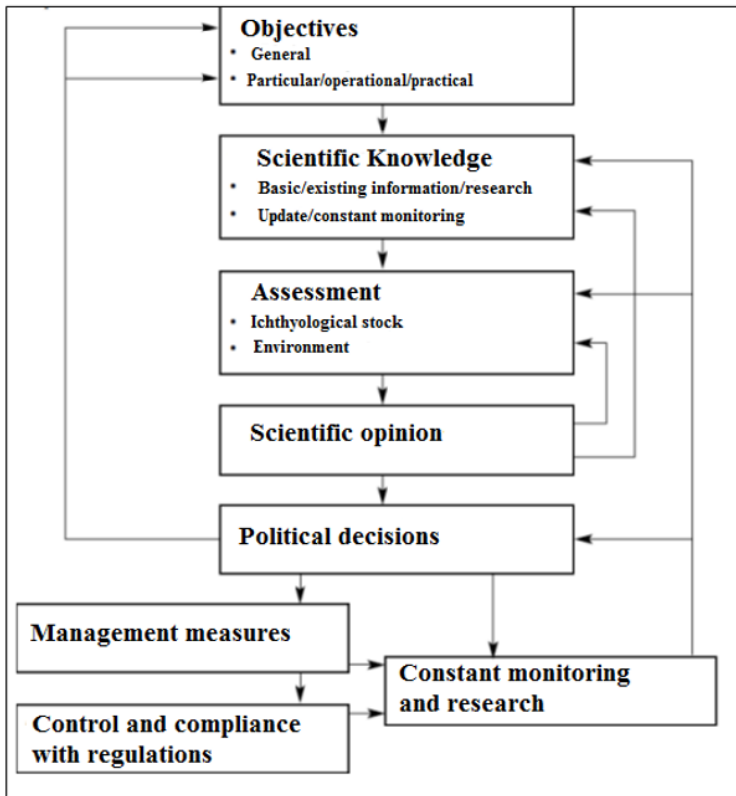 Objectives
• General
• Particular/operational/practical
Scientific Knowledge
• Basic/existing information/research
• Update/constant monitoring
Assessment
• Ichthyological stock
• Environment
Scientific opinion
Political decisions
Management measures
Constant monitoring
and research
Control and compliance
with regulations